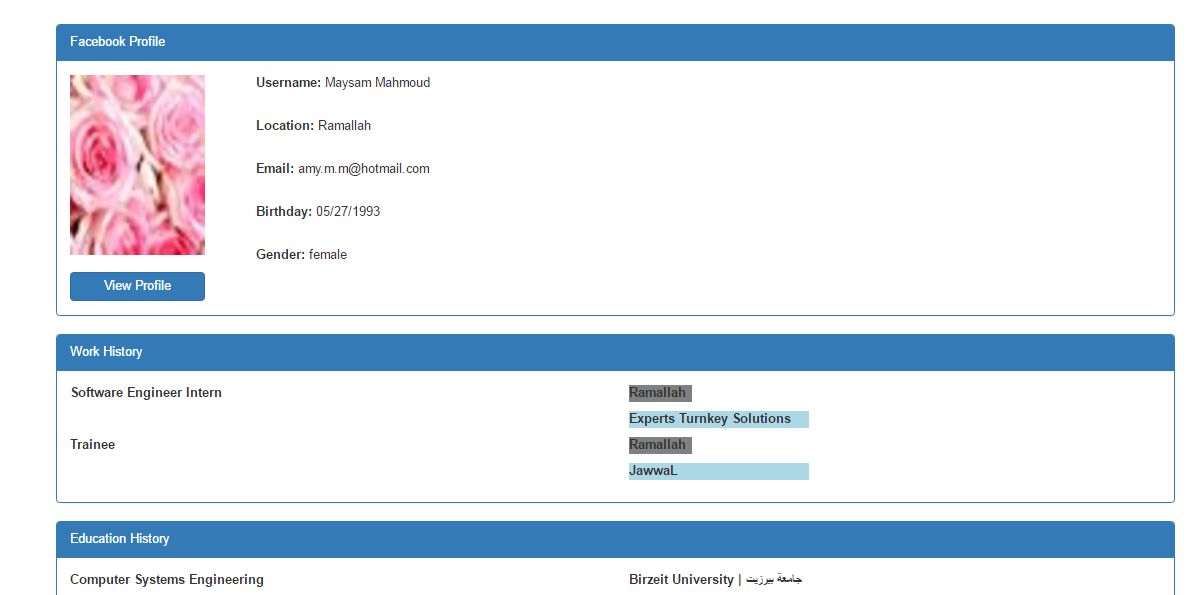 Facebook Profile
Username: Maysam Mahmoud
Location: Ramallah
Email: amy.m.m@hotmail.com
Birthday: 05/27/1993
Gender: female
View Profile
Work History
Software Engineer Intern Ramallah
Experts Turnkey Solutions
Trainee Ramallah
JawwaL
Education History
Computer Systems Engineering Birzeit University | جامعة بيرزيت